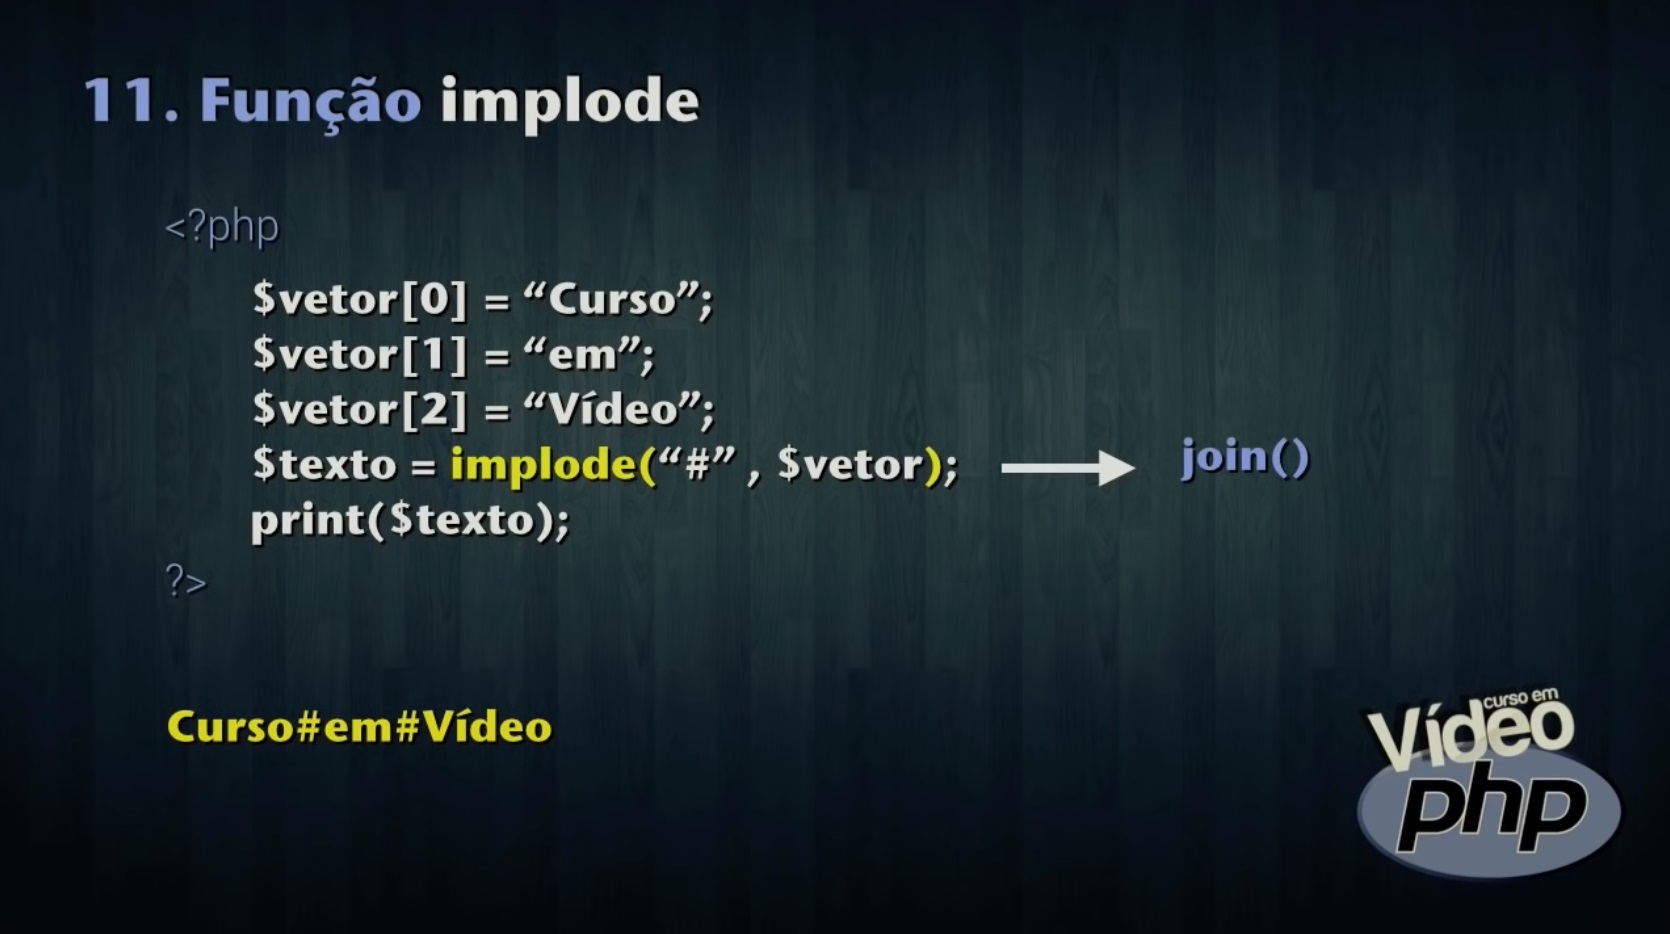 11. Função implode
<?php
$vetor[0] = “Curso”;
$vetor[1] = “em”;
$vetor[2] = “Vídeo”;
$texto = implode(“#” , $vetor); join()
print($texto);
?>
Curso#em#Vídeo
curso em
Vídeo
php